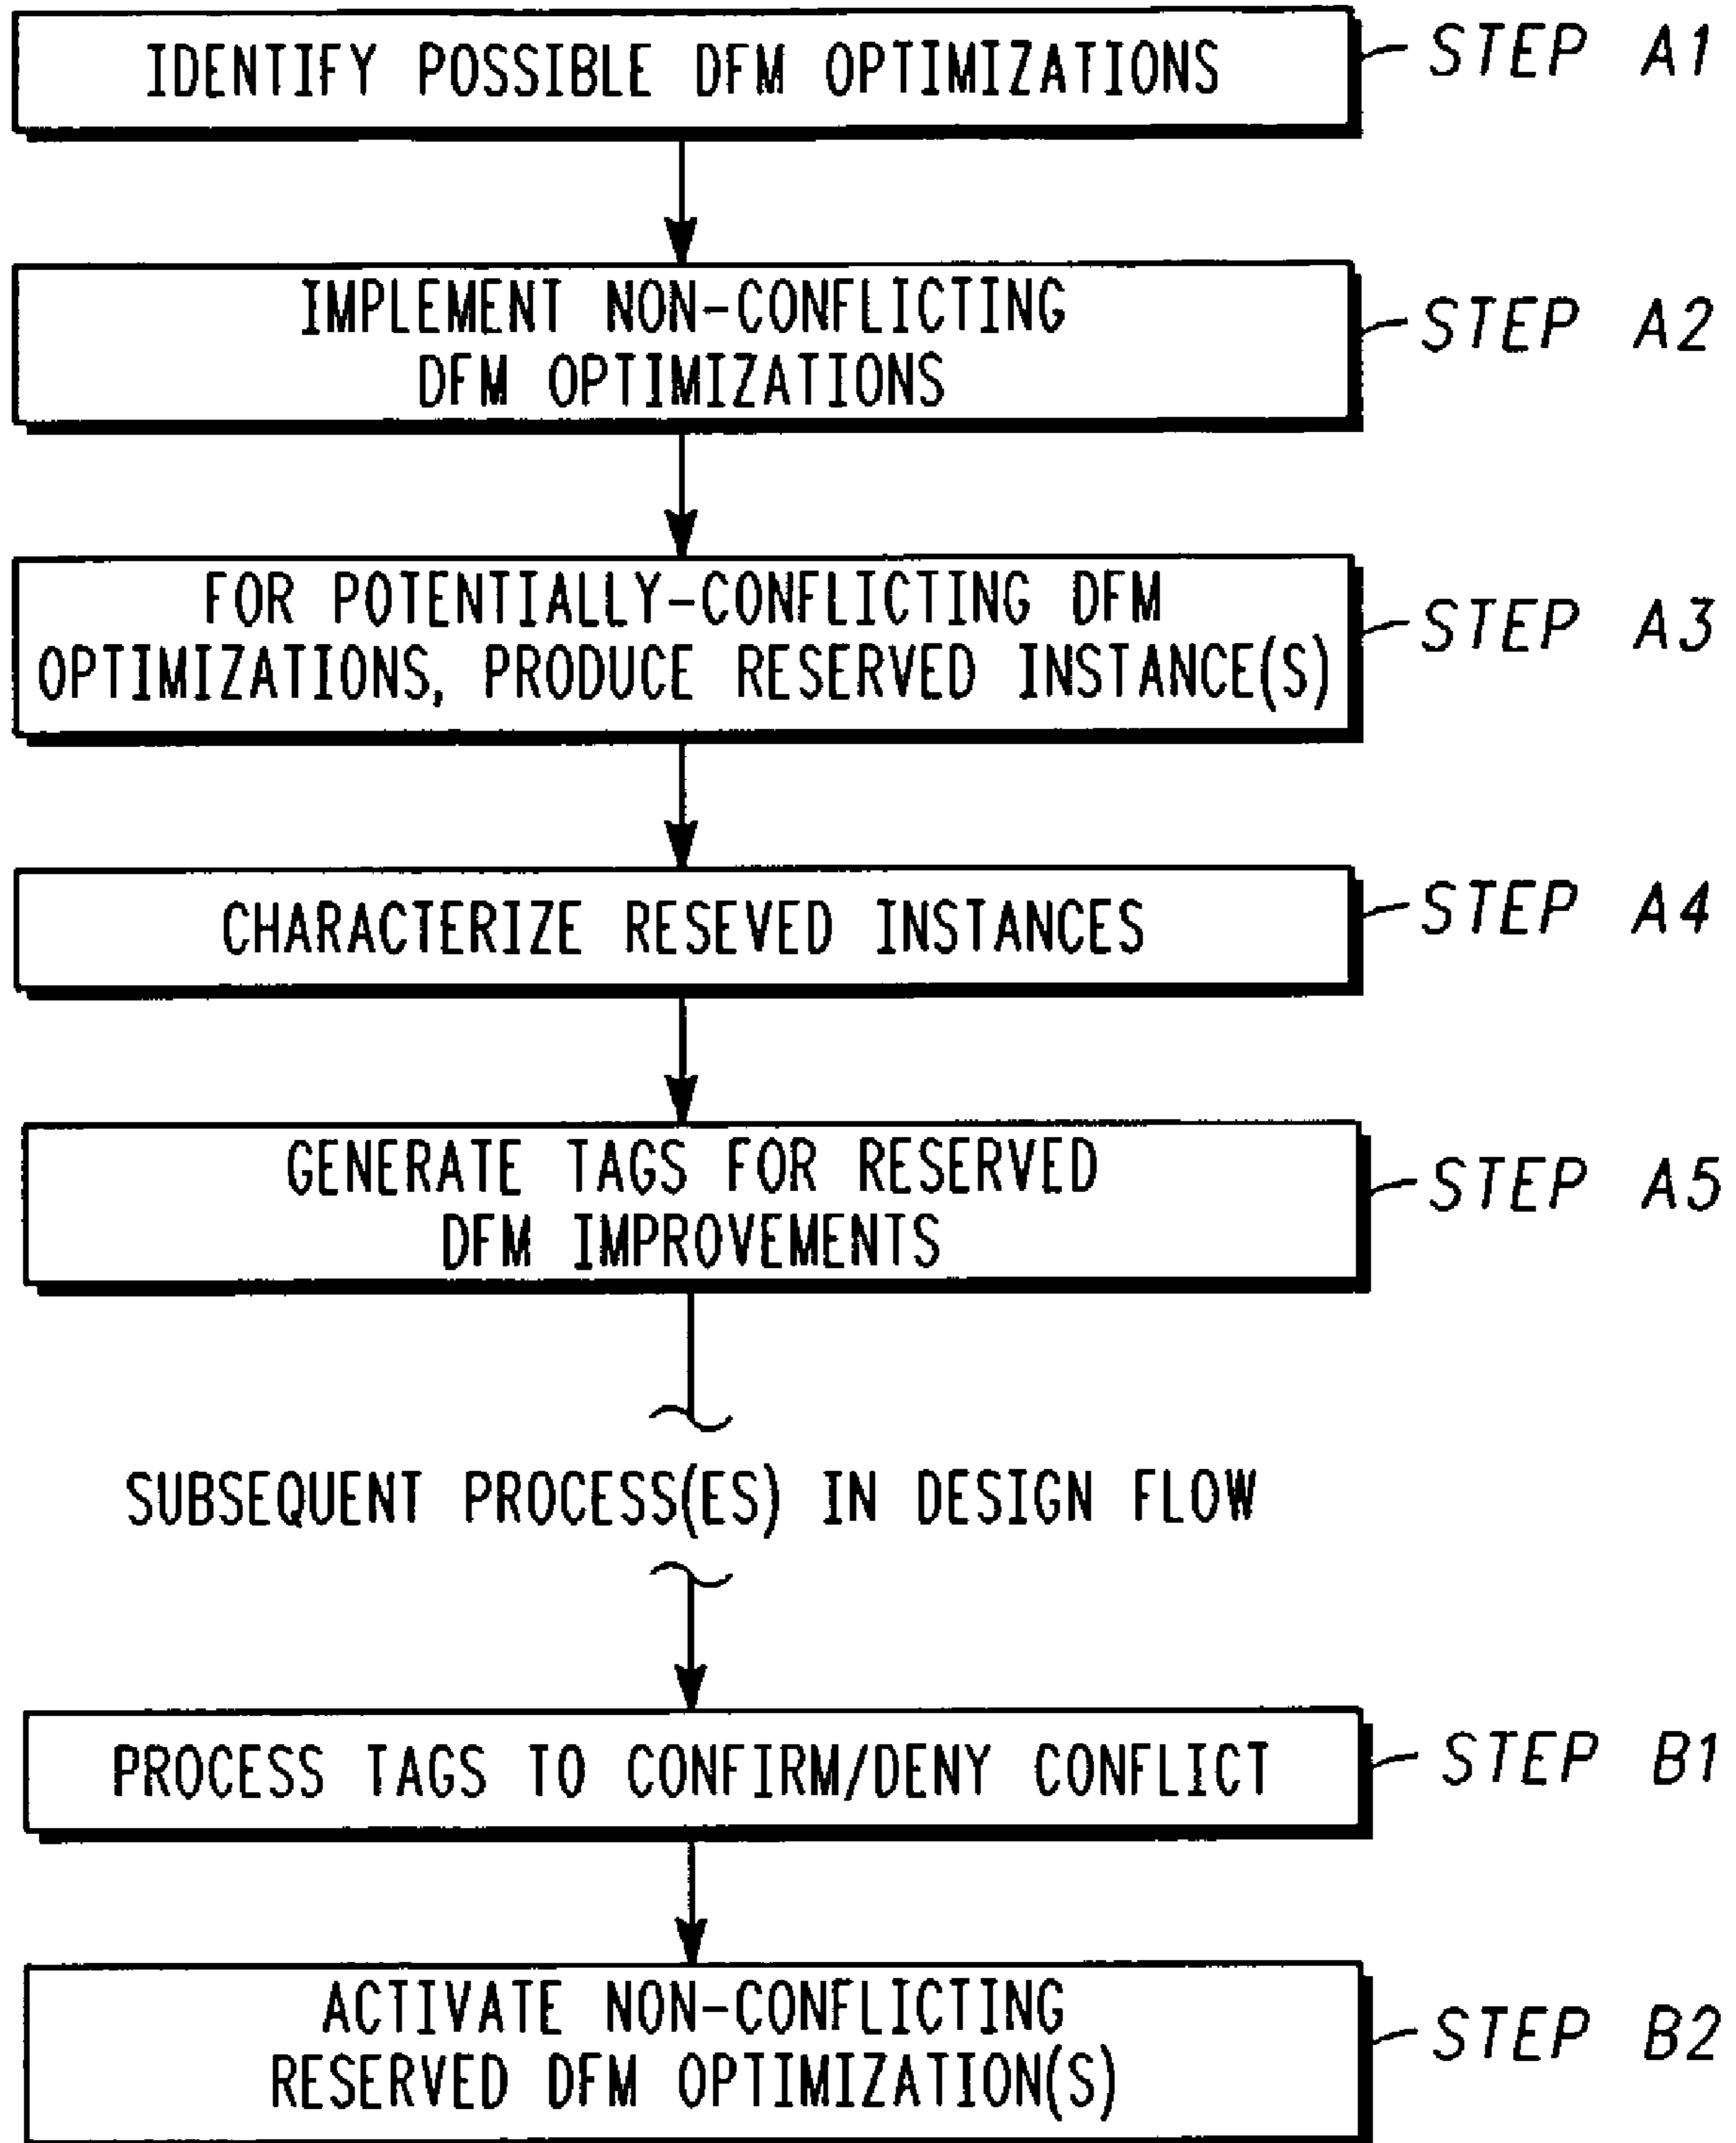 IDENTIFY POSSIBLE DFM OPTIMIZATIONS
STEP A1
IMPLEMENT NON-CONFLICTING
DFM OPTIMIZATIONS
STEP A2
FOR POTENTIALLY-CONFLICTING DFM
OPTIMIZATIONS, PRODUCE RESERVED INSTANCE(S)
STEP A3
CHARACTERIZE RESEVED INSTANCES
STEP A4
GENERATE TAGS FOR RESERVED
DFM IMPROVEMENTS
STEP A5
SUBSEQUENT PROCESS(ES) IN DESIGN FLOW
PROCESS TAGS TO CONFIRM/DENY CONFLICT
STEP B1
ACTIVATE NON-CONFLICTING
RESERVED DFM OPTIMIZATION(S)
STEP B2